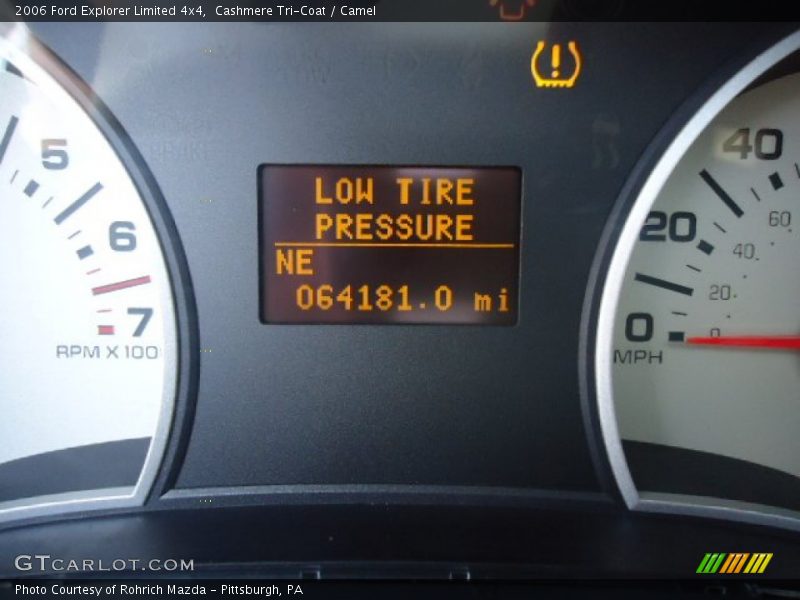 2006 Ford Explorer Limited 4x4,  Cashmere Tri-Coat / Camel
LOW TIRE
PRESSURE
NE
064181.0 mi
5
6
7
RPM X 100
40
20
0
60
40
20
0
MPH
GTCARLOT.COM
Photo Courtesy of Rohrich Mazda - Pittsburgh, PA